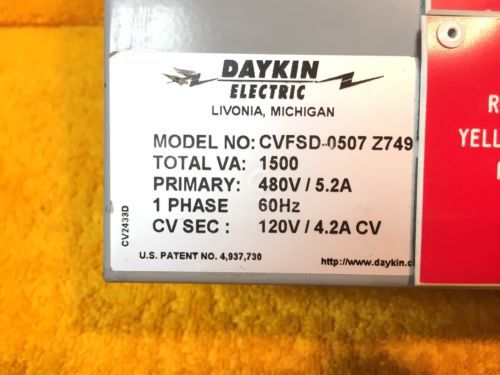 DAYKIN
ELECTRIC
LIVONIA, MICHIGAN
MODEL NO: CVFSD-0507 Z749
TOTAL VA: 1500
PRIMARY: 480V / 5.2A
1 PHASE 60Hz
CV SEC : 120V / 4.2A CV
CV2433D
U.S. PATENT NO. 4,937,730
http://www.daykin.c
R
YELL